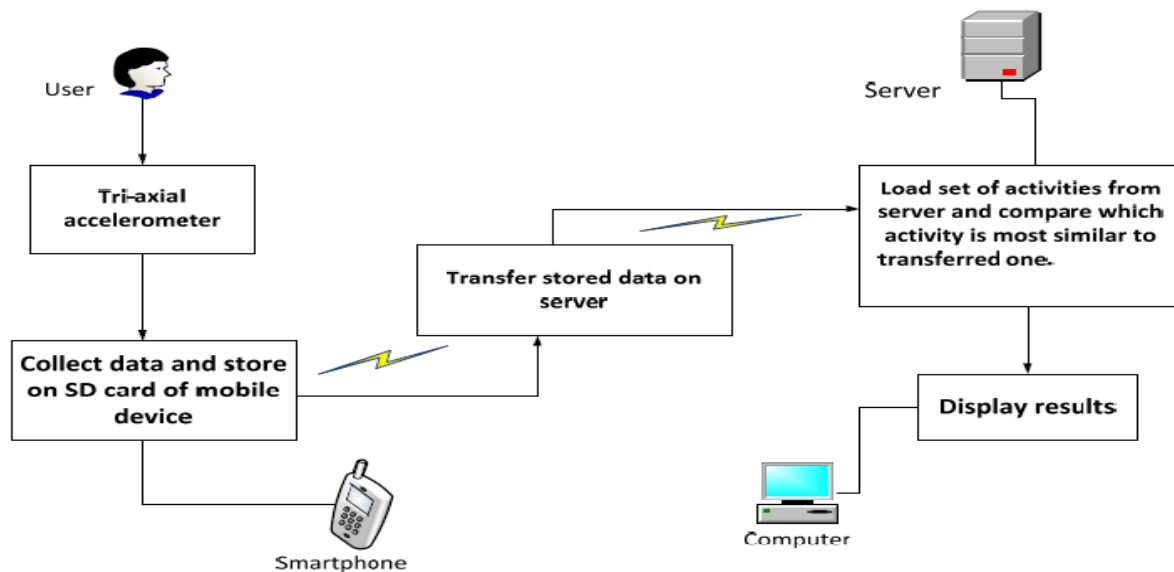 User
Tri-axial
accelerometer
Collect data and store
on SD card of mobile
device
Smartphone
Transfer stored data on
server
Server
Load set of activities from
server and compare which
activity is most similar to
transferred one.
Display results
Computer